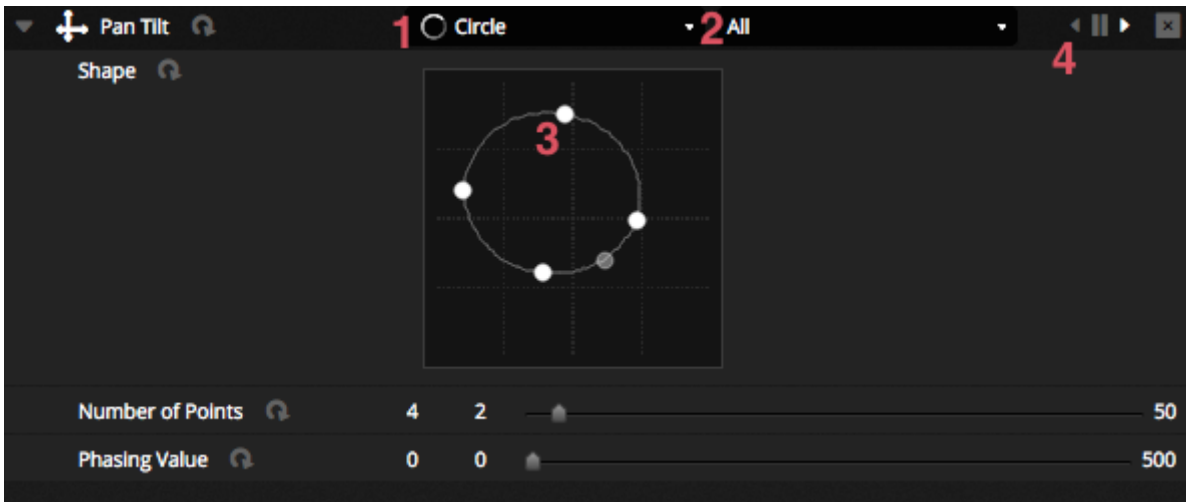 Pan Tilt 1 Circle 2 All 4
Shape
3
Number of Points 4 2 50
Phasing Value 0 0 500